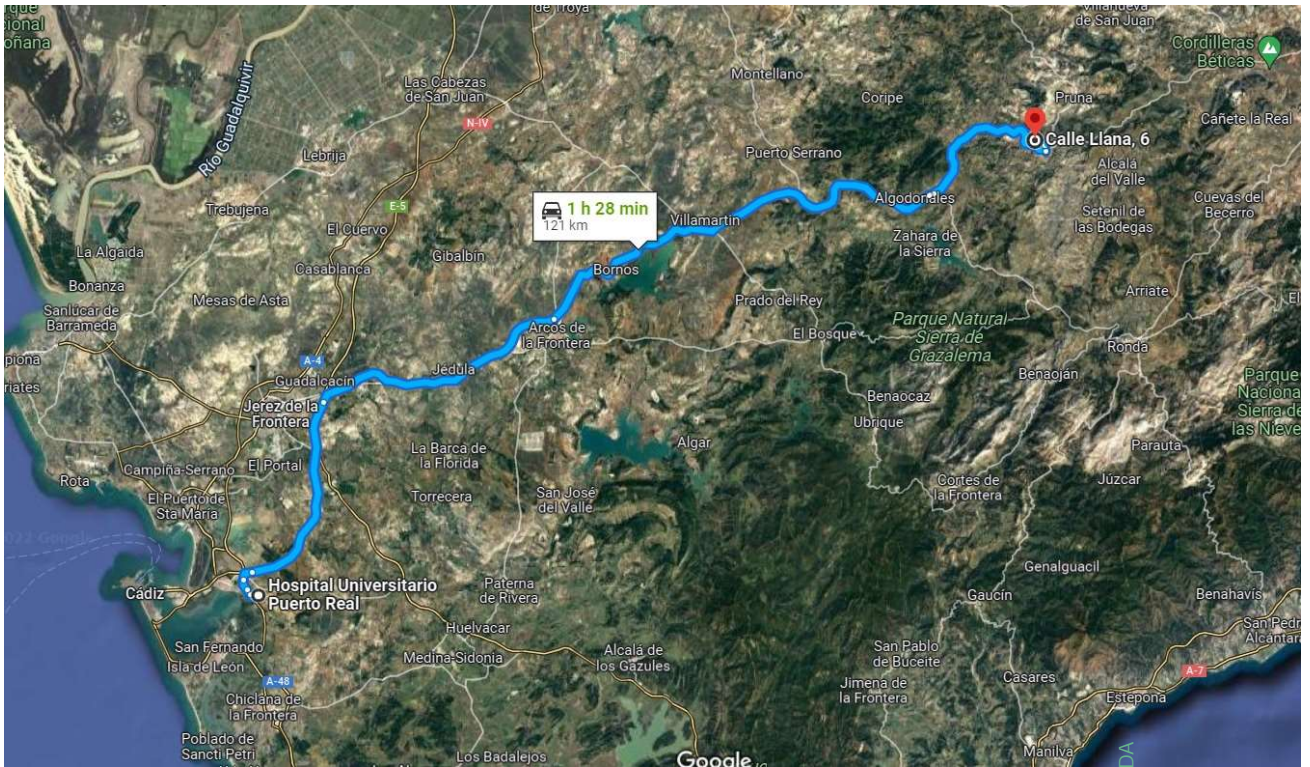 de Troya
Villanueva
de San Juan
Cordilleras
Béticas
Río Guadalquivir
Las Cabezas
de San Juan
Montellano
Coripe
Pruna
Cañete la Real
N-IV
Lebrija
Puerto Serrano
Calle Llana, 6
Alcalá
del Valle
Trebujena
E-5
1 h 28 min
121 km
Villamartin
Algodonales
Cuevas del
Becerro
Setenil de
las Bodegas
El Cuervo
Zahara de
la Sierra
La Algaida
Gibalbín
Casablanca
Bornos
Bonanza
Mesas de Asta
Prado del Rey
Arriate
Sanlúcar de
Barrameda
Arcos de
la Frontera
El Bosque
Parque Natural
Sierra de
Grazalema
Ronda
A-4
Jédula
Guadalcacín
Benaoján
Jerez de la
Frontera
Benaocaz
Ubrique
La Barca de
la Florida
Algar
Parauta
Campiña-Serrano
El Portal
Rota
Torrecera
San José
del Valle
Cortes de
la Frontera
Júzcar
El Puerto de
Sta María
Genalguacil
Cádiz
Hospital Universitario
Puerto Real
Paterna
de Rivera
Gaucín
Benahavís
San Fernando
Isla de León
Huelvacar
Medina-Sidonia
Alcalá de
los Gazules
San Pablo
de Buceite
A-7
A-48
Chiclana de
la Frontera
Jimena de
la Frontera
Casares
Estepona
Poblado de
Sancti Petri
Los Badalejos
Google
Manilva